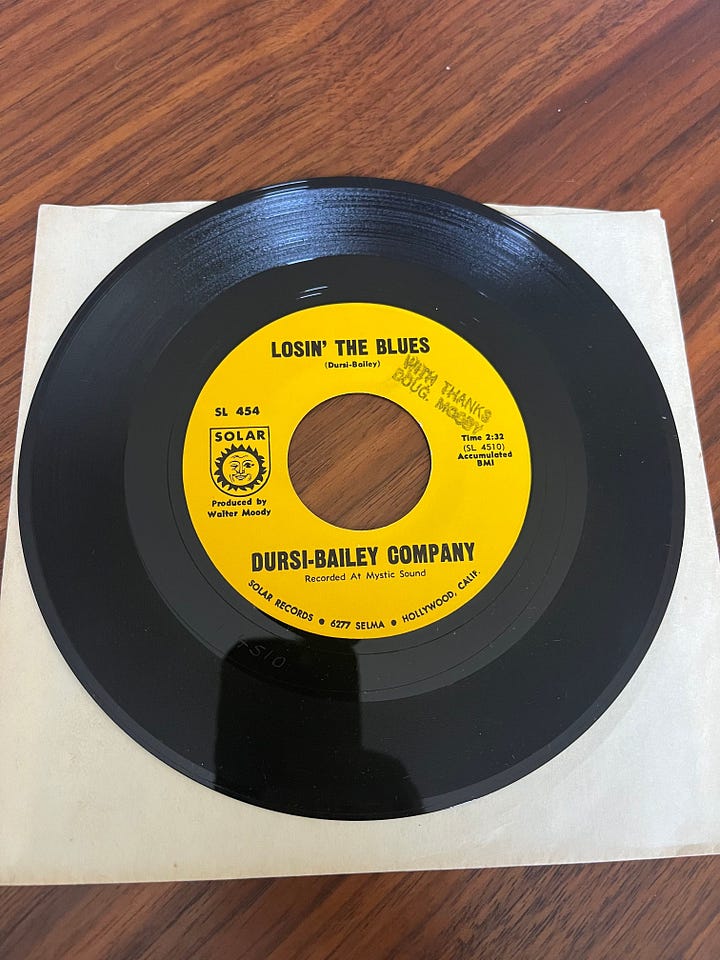 LOSIN' THE BLUES
(Dursi-Bailey)
WITH THANKS
DOUG. MOODY
SL 454
SOLAR
Produced by
Walter Moody
Time 2:32
(SL 4510)
Accumulated
BMI
DURSI-BAILEY COMPANY
Recorded At Mystic Sound
SOLAR RECORDS • 6277 SELMA • HOLLYWOOD, CALIF.
4510